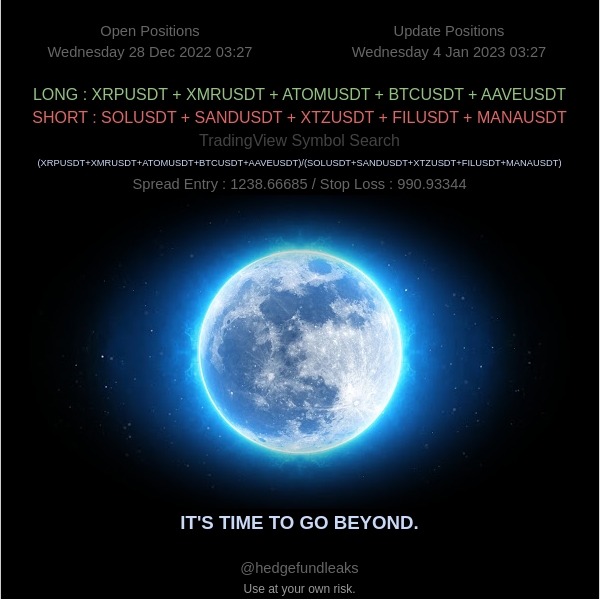 Open Positions
Update Positions
Wednesday 28 Dec 2022 03:27
Wednesday 4 Jan 2023 03:27
LONG : XRPUSDT + XMRUSDT + ATOMUSDT + BTCUSDT + AAVEUSDT
SHORT : SOLUSDT + SANDUSDT + XTZUSDT + FILUSDT + MANAUSDT
TradingView Symbol Search
(XRPUSDT+XMRUSDT+ATOMUSDT+BTCUSDT+AAVEUSDT)/(SOLUSDT+SANDUSDT+XTZUSDT+FILUSDT+MANAUSDT)
Spread Entry : 1238.66685 / Stop Loss : 990.93344
IT'S TIME TO GO BEYOND.
@hedgefundleaks
Use at your own risk.